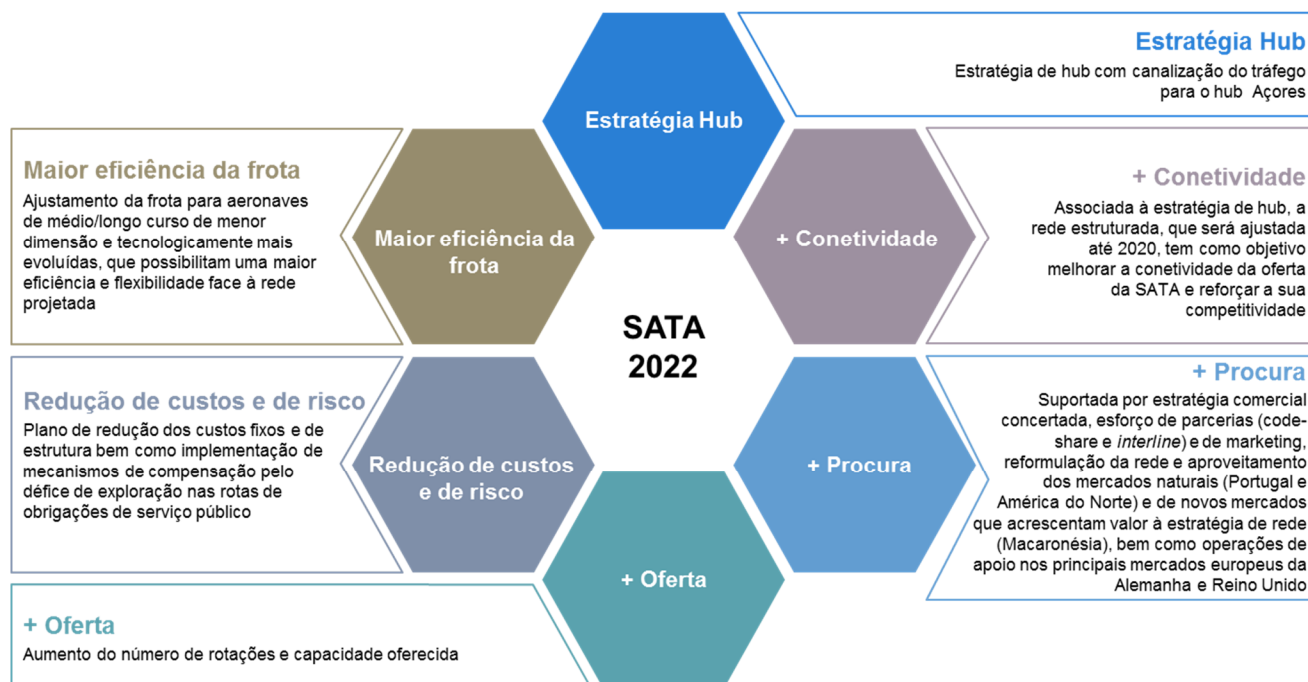 Estratégia Hub
Estratégia de hub com canalização do tráfego
para o hub Açores
Estratégia Hub
Maior eficiência da frota
Ajustamento da frota para aeronaves
de médio/longo curso de menor
dimensão e tecnologicamente mais
evoluídas, que possibilitam uma maior
eficiência e flexibilidade face à rede
projetada
Maior eficiência da
frota
+ Conetividade
+ Conetividade
Associada à estratégia de hub, a
rede estruturada, que será ajustada
até 2020, tem como objetivo
melhorar a conetividade da oferta
da SATA e reforçar a sua
competitividade
SATA
2022
Redução de custos e de risco
Plano de redução dos custos fixos e de
estrutura bem como implementação de
mecanismos de compensação pelo
défice de exploração nas rotas de
obrigações de serviço público
Redução de custos
e de risco
+ Procura
+ Procura
Suportada por estratégia comercial
concertada, esforço de parcerias (code-
share e interline) e de marketing,
reformulação da rede e aproveitamento
dos mercados naturais (Portugal e
América do Norte) e de novos mercados
que acrescentam valor à estratégia de rede
(Macaronésia), bem como operações de
apoio nos principais mercados europeus da
Alemanha e Reino Unido
+ Oferta
+ Oferta
Aumento do número de rotações e capacidade oferecida